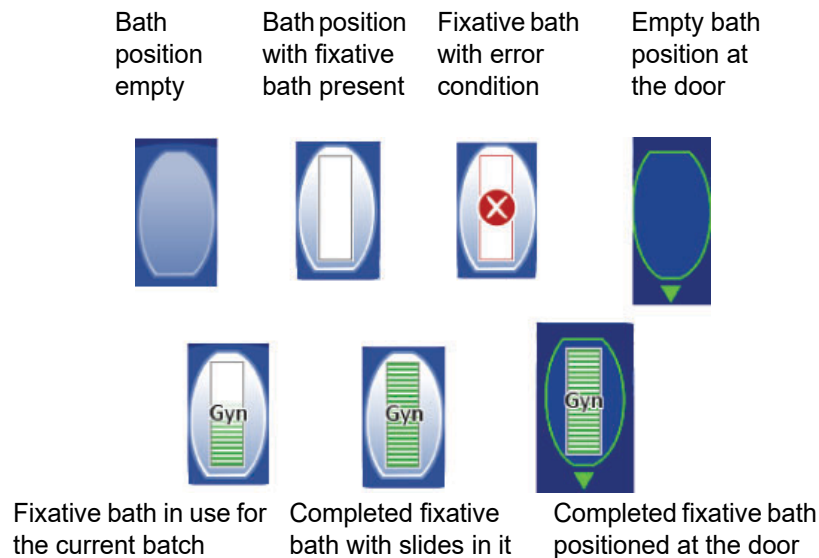 Bath
position
empty
Bath position
with fixative
bath present
Fixative bath
with error
condition
Empty bath
position at
the door
Gyn
Gyn
Gyn
Fixative bath in use for
the current batch
Completed fixative
bath with slides in it
Completed fixative bath
positioned at the door